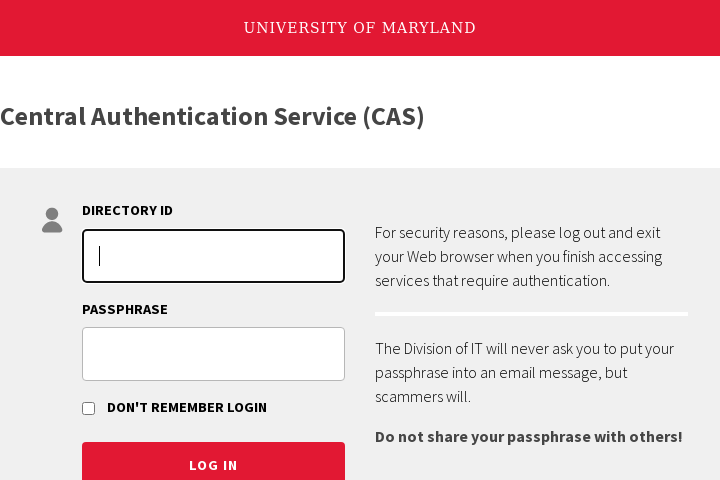 UNIVERSITY OF MARYLAND
Central Authentication Service (CAS)
DIRECTORY ID
PASSPHRASE
DON'T REMEMBER LOGIN
LOG IN
For security reasons, please log out and exit
your Web browser when you finish accessing
services that require authentication.
The Division of IT will never ask you to put your
passphrase into an email message, but
scammers will.
Do not share your passphrase with others!